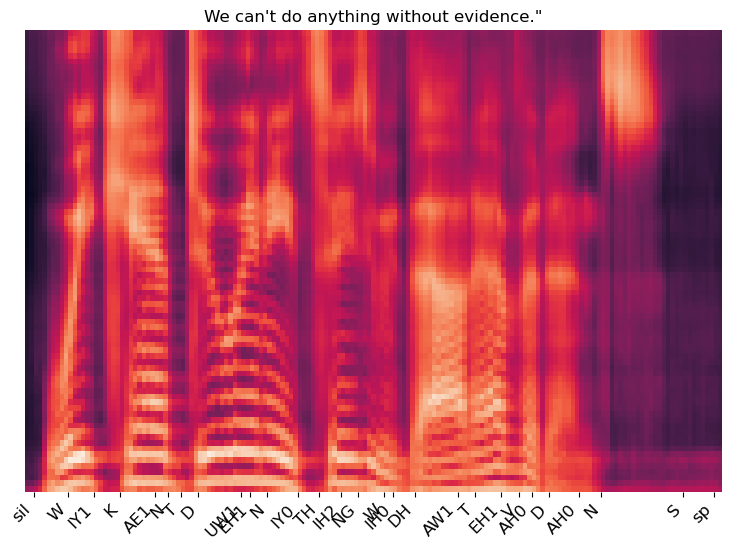 We can't do anything without evidence."
sil W IY1 K AE1 N T D UW1 EH1 N IY0 TH IH2 NG W IH0 DH AW1 T EH1 V AH0 D AH0 N S sp